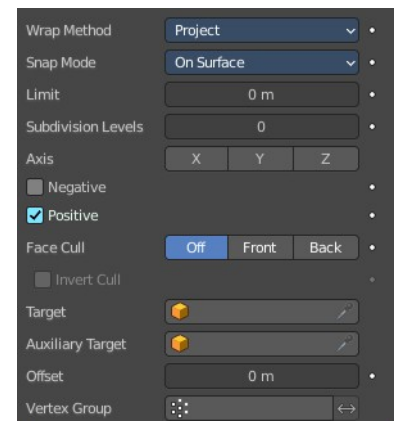 Wrap Method Project
Snap Mode On Surface
Limit 0 m
Subdivision Levels 0
Axis X Y Z
Negative
Positive
Face Cull Off Front Back
Invert Cull
Target
Auxiliary Target
Offset 0 m
Vertex Group